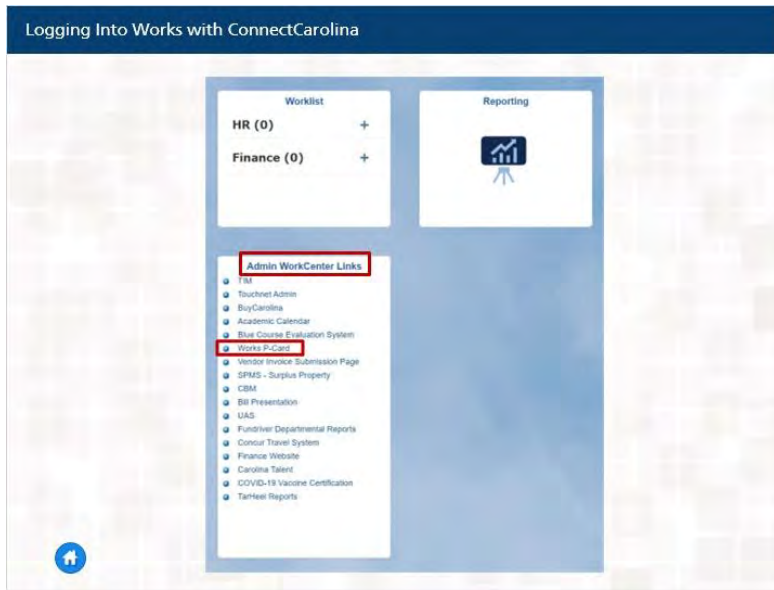 Logging Into Works with ConnectCarolina
Worklist
HR (0) +
Finance (0) +
Reporting
Admin WorkCenter Links
TIM
Touchnet Admin
BuyCarolina
Academic Calendar
Blue Course Evaluation System
Works P-Card
Vendor Invoice Submission Page
SPMS - Surplus Property
CBM
Bill Presentation
UAS
Fundriver Departmental Reports
Concur Travel System
Finance Website
Carolina Talent
COVID-19 Vaccine Certification
TarHeel Reports